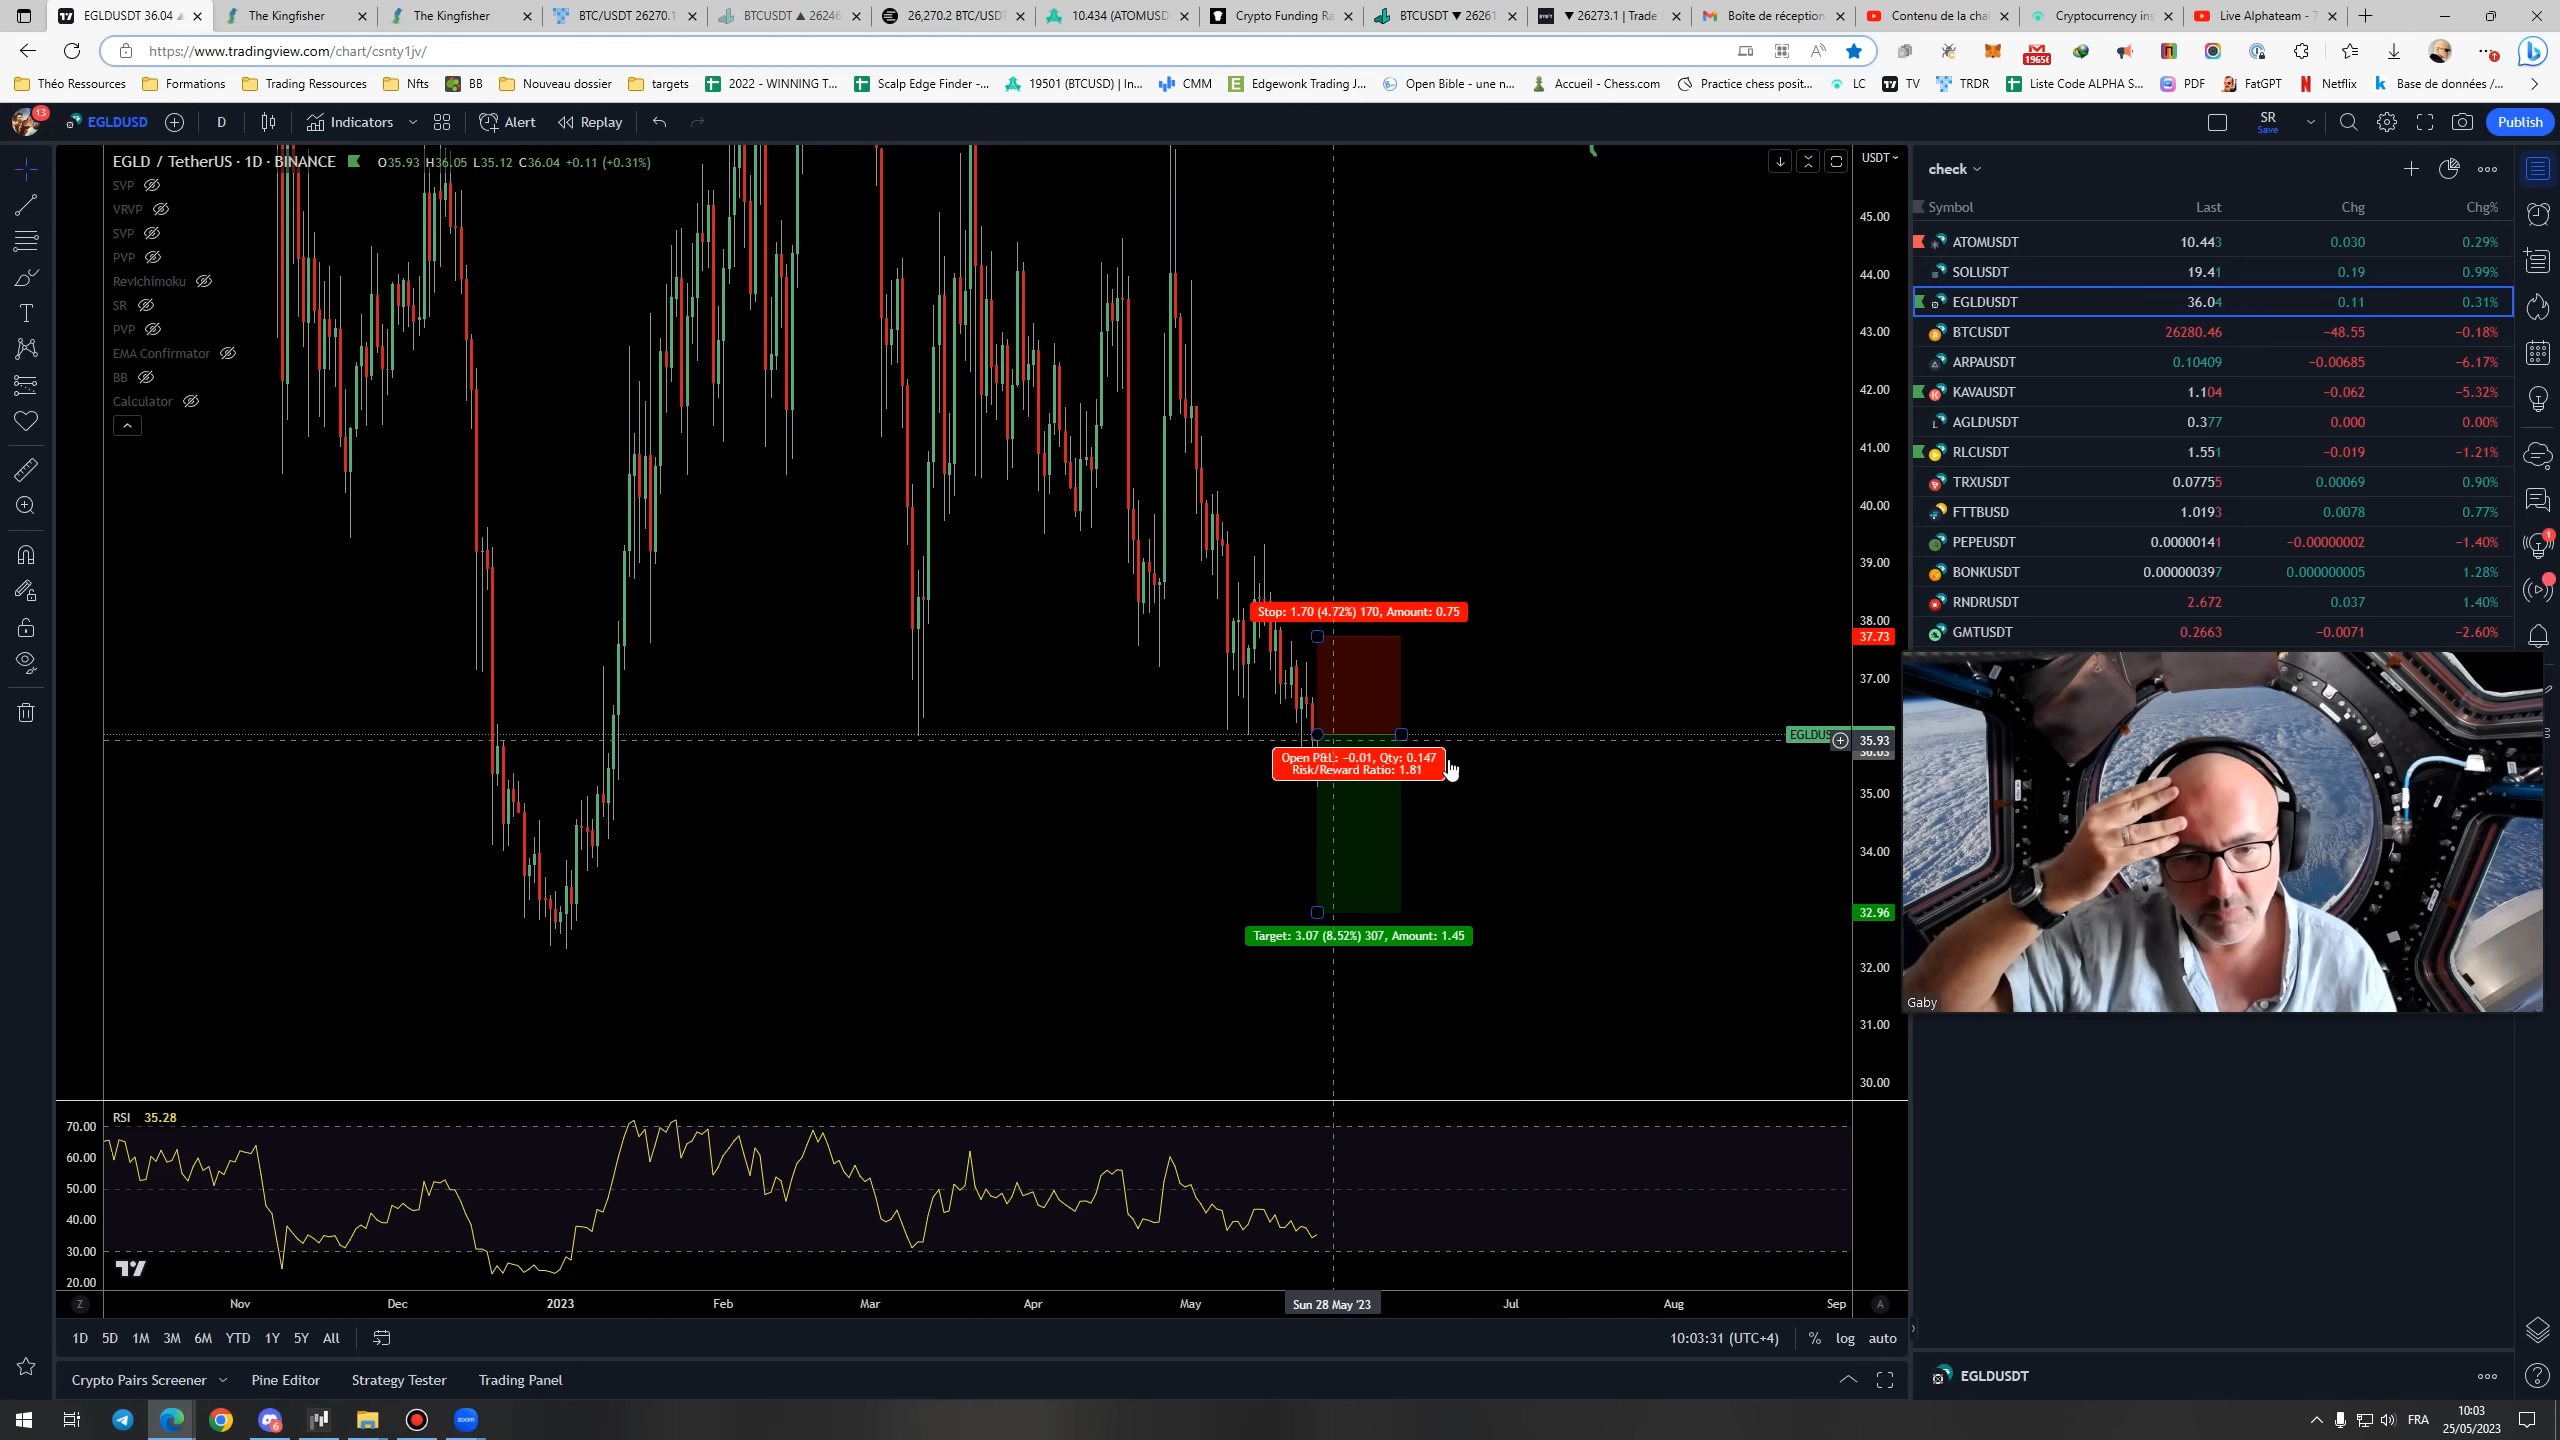 EGLDUSDT 36.04
The Kingfisher
The Kingfisher
BTC/USDT 26270.1
BTCUSDT ▲ 26246
26,270.2 BTC/USDT
10.434 (ATOMUSD
Crypto Funding Ra
BTCUSDT ▼ 26261
▼ 26273.1 | Trade
Boîte de réception
Contenu de la cha
Cryptocurrency ins
Live Alphateam - 7
https://www.tradingview.com/chart/csnty1jv/
1965€
Théo Ressources
Formations
Trading Ressources
Nfts
BB
Nouveau dossier
targets
2022 - WINNING T...
Scalp Edge Finder -...
19501 (BTCUSD) | In...
CMM
Edgewonk Trading J...
Open Bible - une n...
Accueil - Chess.com
Practice chess posit...
LC
TV
TRDR
Liste Code ALPHA S...
PDF
FatGPT
Netflix
Base de données /...
13
EGLDUSD
D
Indicators
Alert
Replay
SR
Save
Publish
EGLD / TetherUS · 1D · BINANCE
O35.93 H36.05 L35.12 C36.04 +0.11 (+0.31%)
SVP
VRVP
SVP
PVP
RevIchimoku
SR
PVP
EMA Confirmator
BB
Calculator
USDT
45.00
44.00
43.00
42.00
41.00
40.00
39.00
38.00
37.73
37.00
EGLDUS
35.93
36.03
35.00
34.00
32.96
32.00
31.00
30.00
Stop: 1.70 (4.72%) 170, Amount: 0.75
Open P&L: −0.01, Qty: 0.147
Risk/Reward Ratio: 1.81
Target: 3.07 (8.52%) 307, Amount: 1.45
RSI 35.28
70.00
60.00
50.00
40.00
30.00
20.00
Z
Nov
Dec
2023
Feb
Mar
Apr
May
Sun 28 May '23
Jul
Aug
Sep
A
1D 5D 1M 3M 6M YTD 1Y 5Y All
10:03:31 (UTC+4)
% log auto
Crypto Pairs Screener
Pine Editor
Strategy Tester
Trading Panel
check
Symbol Last Chg Chg%
ATOMUSDT 10.443 0.030 0.29%
SOLUSDT 19.41 0.19 0.99%
EGLDUSDT 36.04 0.11 0.31%
BTCUSDT 26280.46 −48.55 −0.18%
ARPAUSDT 0.10409 −0.00685 −6.17%
KAVAUSDT 1.104 −0.062 −5.32%
AGLDUSDT 0.377 0.000 0.00%
RLCUSDT 1.551 −0.019 −1.21%
TRXUSDT 0.07755 0.00069 0.90%
FTTBUSD 1.0193 0.0078 0.77%
PEPEUSDT 0.00000141 −0.00000002 −1.40%
BONKUSDT 0.000000397 0.000000005 1.28%
RNDRUSDT 2.672 0.037 1.40%
GMTUSDT 0.2663 −0.0071 −2.60%
1
Gaby
EGLDUSDT
6
zoom
FRA
10:03
25/05/2023